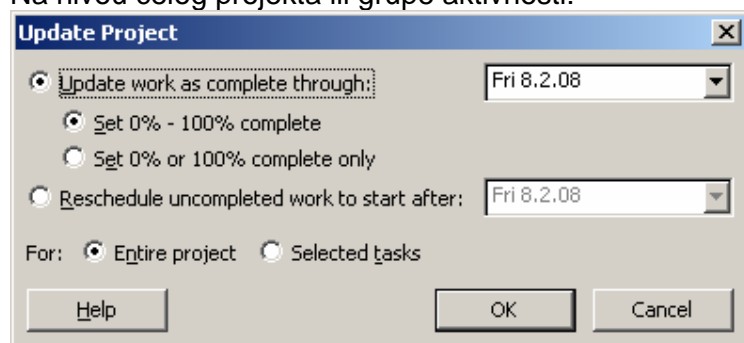 Na nivou celog projekta ili grupe aktivnosti.
Update Project
Update work as complete through: Fri 8.2.08
Set 0% - 100% complete
Set 0% or 100% complete only
Reschedule uncompleted work to start after: Fri 8.2.08
For: Entire project Selected tasks
Help OK Cancel